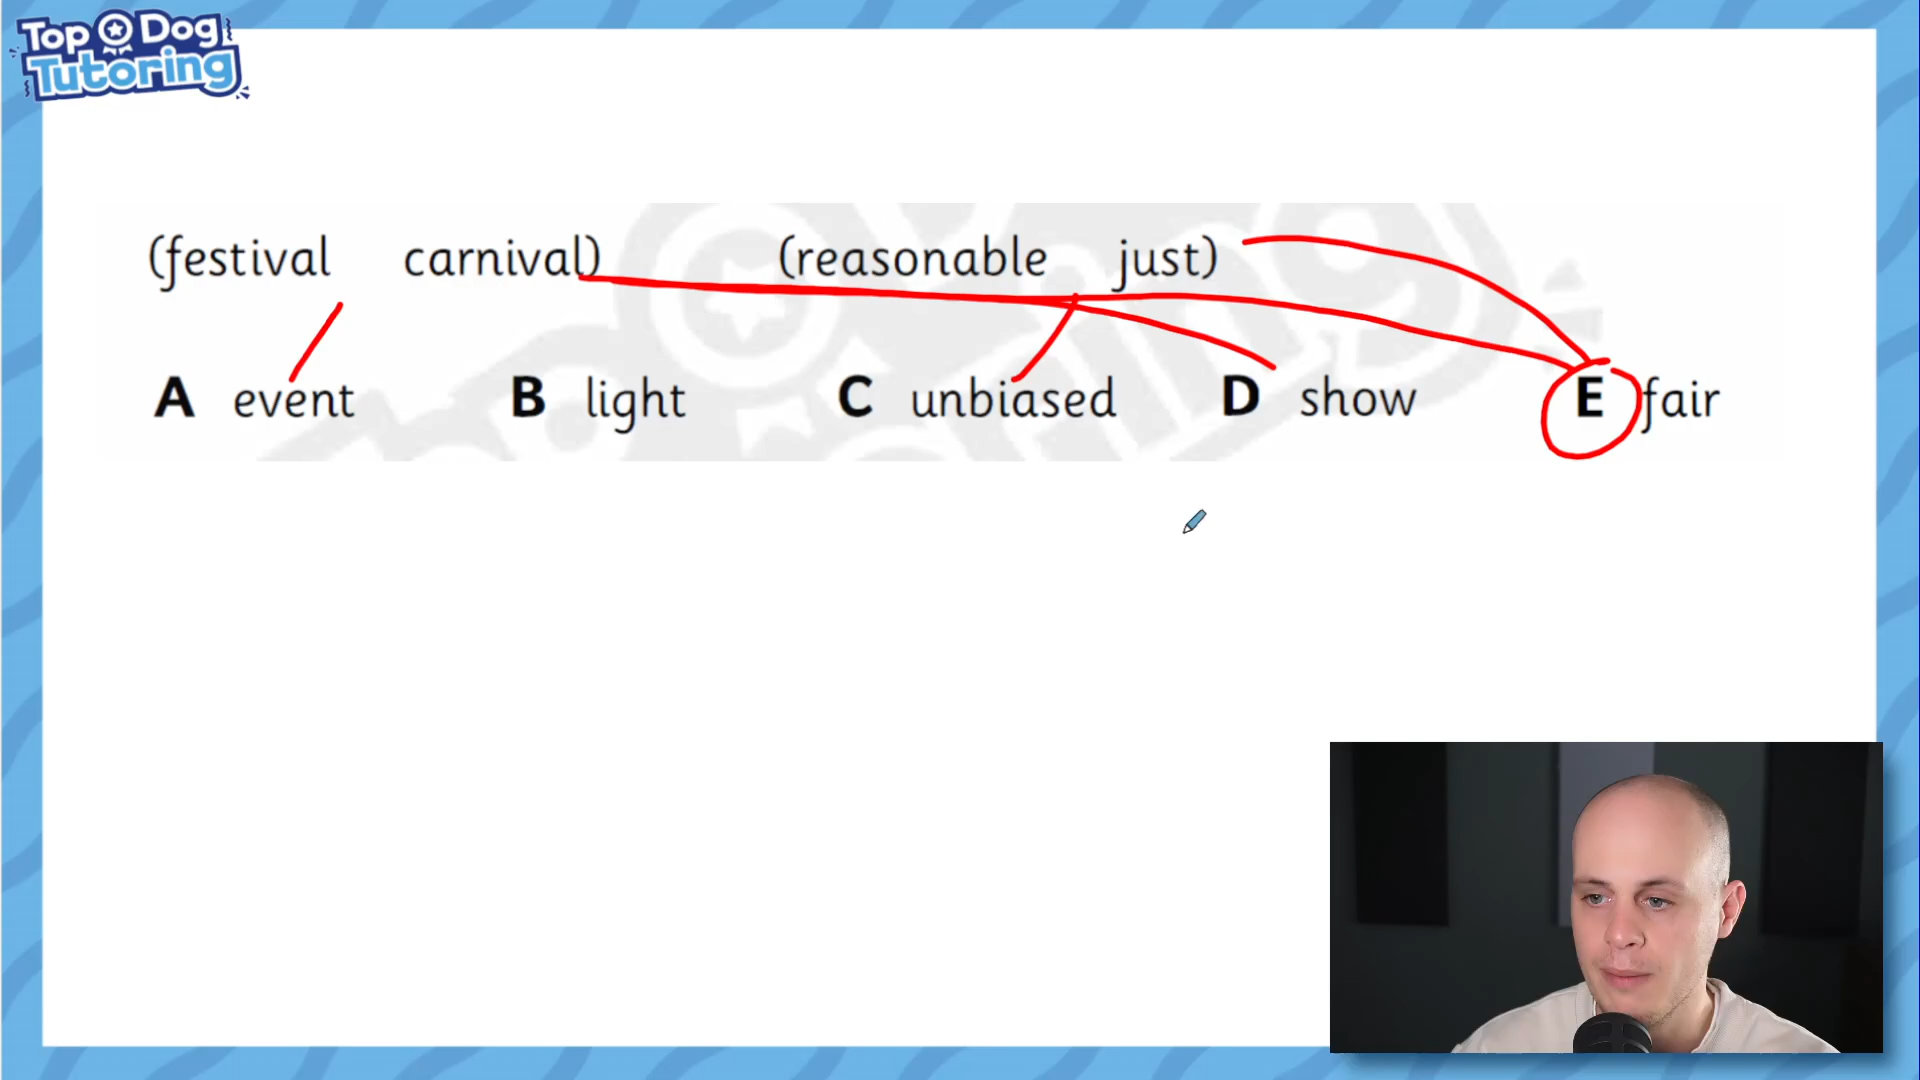 Top Dog
Tutoring
(festival carnival) (reasonable just)
A event B light C unbiased D show E fair